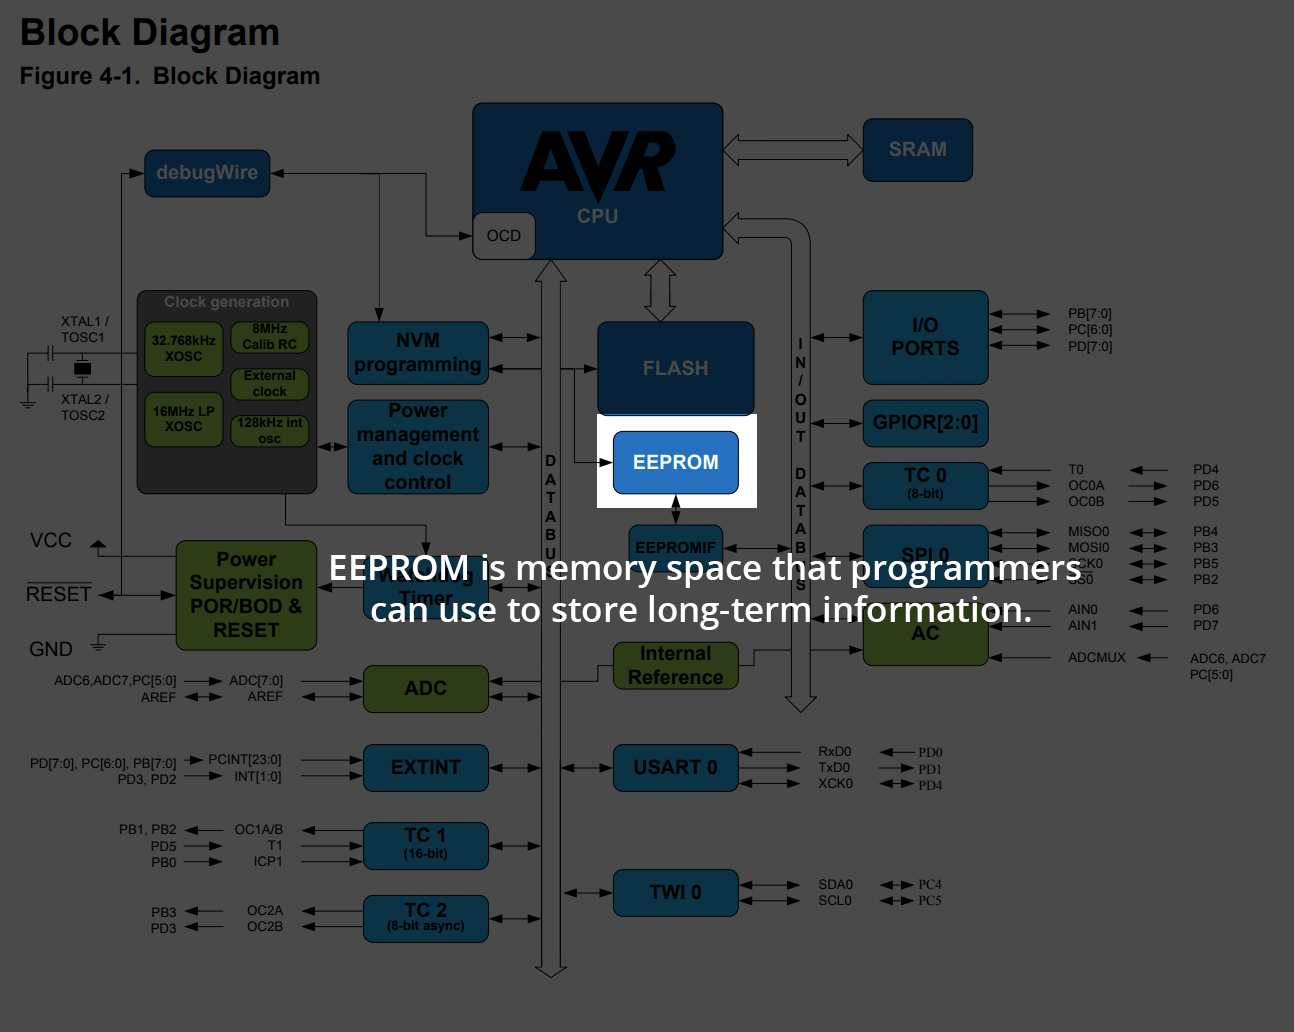 Block Diagram
Figure 4-1. Block Diagram
AVR
CPU
OCD
SRAM
debugWire
Clock generation
32.768kHz
XOSC
8MHz
Calib RC
External
clock
16MHz LP
XOSC
128kHz int
osc
XTAL1 /
TOSC1
XTAL2 /
TOSC2
NVM
programming
FLASH
I/O
PORTS
PB[7:0]
PC[6:0]
PD[7:0]
Power
management
and clock
control
EEPROM
GPIOR[2:0]
TC 0
(8-bit)
T0
OC0A
OC0B
PD4
PD6
PD5
DATABUS
IN/OUT
DATABUS
VCC
RESET
GND
Power
Supervision
POR/BOD &
RESET
Watchdog
Timer
EEPROMIF
SPI 0
MISO0
MOSI0
SCK0
SS0
PB4
PB3
PB5
PB2
EEPROM is memory space that programmers
can use to store long-term information.
AC
AIN0
AIN1
ADCMUX
PD6
PD7
ADC6, ADC7
PC[5:0]
Internal
Reference
ADC6,ADC7,PC[5:0]
AREF
ADC[7:0]
AREF
ADC
PD[7:0], PC[6:0], PB[7:0]
PD3, PD2
PCINT[23:0]
INT[1:0]
EXTINT
USART 0
RxD0
TxD0
XCK0
PD0
PD1
PD4
PB1, PB2
PD5
PB0
OC1A/B
T1
ICP1
TC 1
(16-bit)
TWI 0
SDA0
SCL0
PC4
PC5
PB3
PD3
OC2A
OC2B
TC 2
(8-bit async)